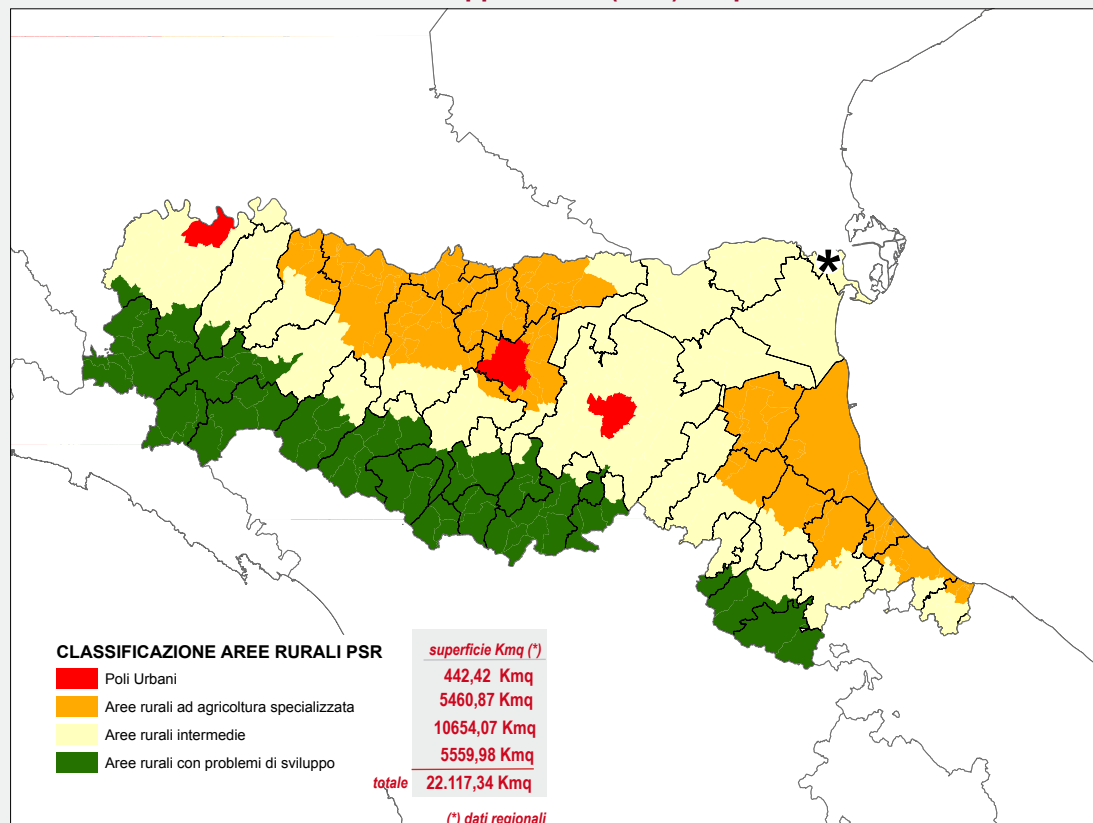 *
CLASSIFICAZIONE AREE RURALI PSR
superficie Kmq (*)
Poli Urbani
442,42 Kmq
Aree rurali ad agricoltura specializzata
5460,87 Kmq
Aree rurali intermedie
10654,07 Kmq
Aree rurali con problemi di sviluppo
5559,98 Kmq
totale 22.117,34 Kmq
(*) dati regionali